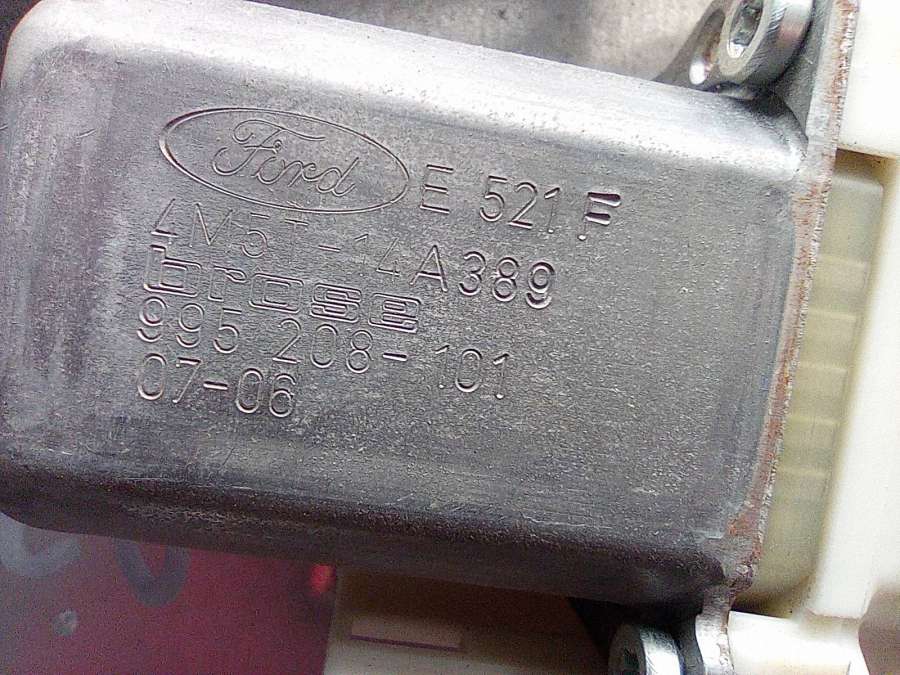 Ford E 521 F
4M5T-14A389
brose
995 208-101
07-06